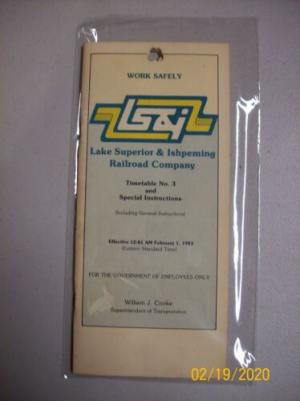 WORK SAFELY
LS&I
Lake Superior & Ishpeming
Railroad Company
Timetable No. 3
and
Special Instructions
(Including General Instructions)
Effective 12:01 AM February 1, 1985
(Eastern Standard Time)
FOR THE GOVERNMENT OF EMPLOYEES ONLY
William J. Cooke
Superintendent of Transportation
02/19/2020